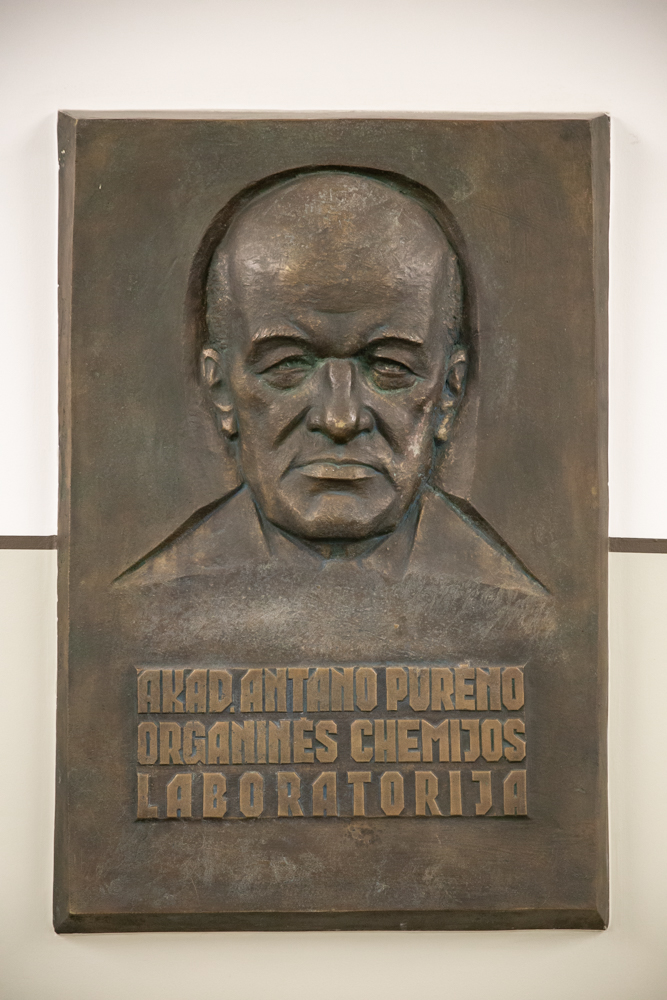 AKAD. ANTANO PURĖNO
ORGANINĖS CHEMIJOS
LABORATORIJA